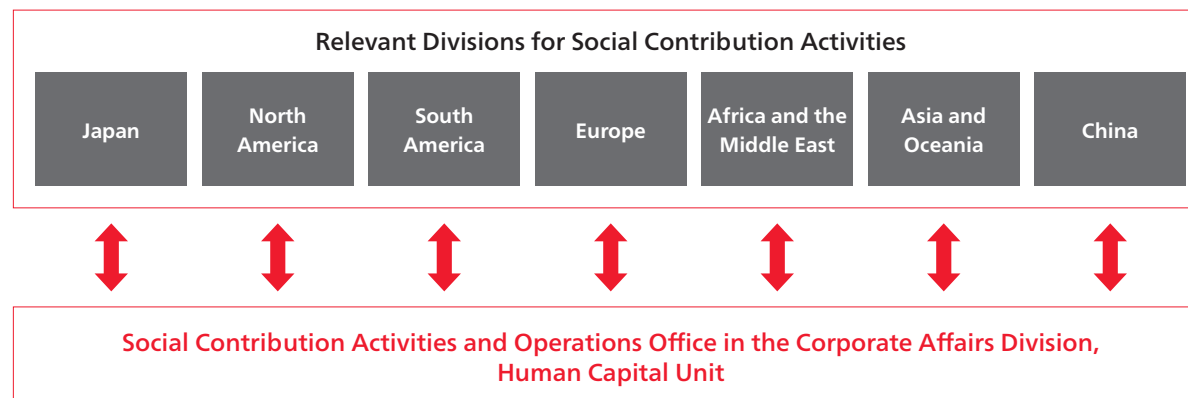 Relevant Divisions for Social Contribution Activities
Japan
North
America
South
America
Europe
Africa and the
Middle East
Asia and
Oceania
China
Social Contribution Activities and Operations Office in the Corporate Affairs Division,
Human Capital Unit